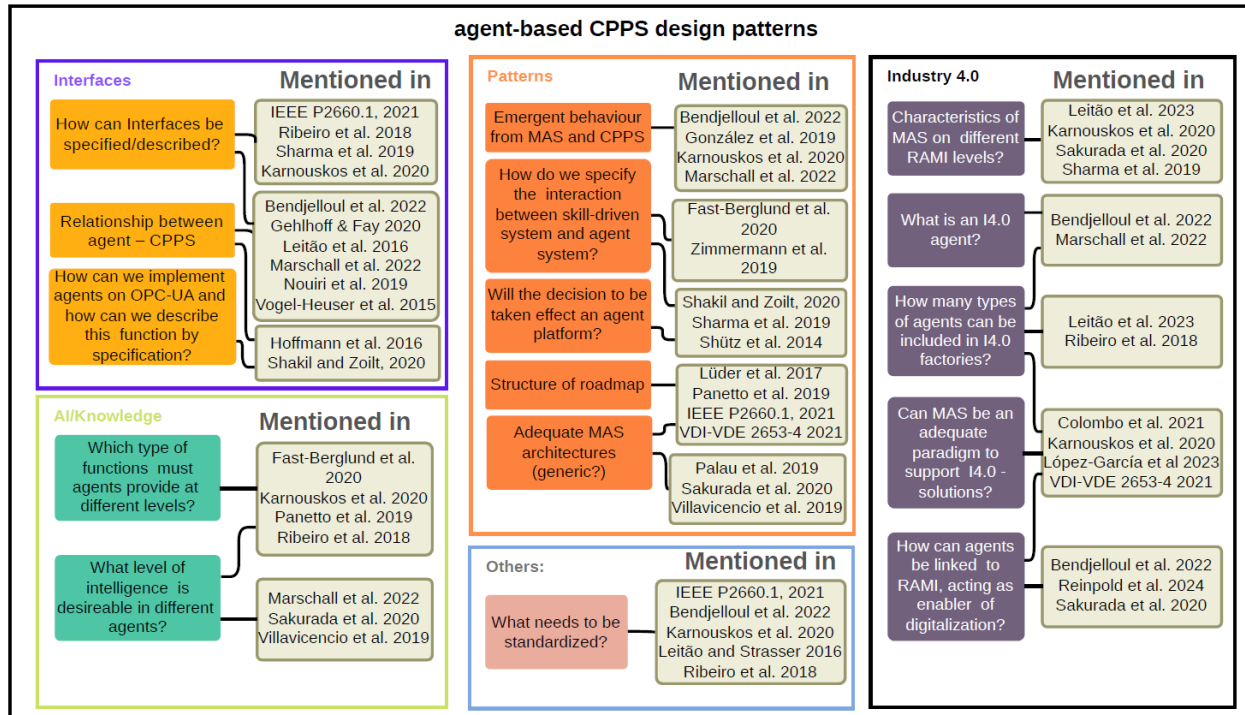 agent-based CPPS design patterns
Interfaces
Mentioned in
How can Interfaces be
specified/described?
IEEE P2660.1, 2021
Ribeiro et al. 2018
Sharma et al. 2019
Karnouskos et al. 2020
Relationship between
agent – CPPS
Bendjelloul et al. 2022
Gehlhoff & Fay 2020
Leitão et al. 2016
Marschall et al. 2022
Nouiri et al. 2019
Vogel-Heuser et al. 2015
How can we implement
agents on OPC-UA and
how can we describe
this function by
specification?
Hoffmann et al. 2016
Shakil and Zoilt, 2020
AI/Knowledge
Mentioned in
Which type of
functions must
agents provide at
different levels?
Fast-Berglund et al.
2020
Karnouskos et al. 2020
Panetto et al. 2019
Ribeiro et al. 2018
What level of
intelligence is
desireable in different
agents?
Marschall et al. 2022
Sakurada et al. 2020
Villavicencio et al. 2019
Patterns
Mentioned in
Emergent behaviour
from MAS and CPPS
Bendjelloul et al. 2022
González et al. 2019
Karnouskos et al. 2020
Marschall et al. 2022
How do we specify
the interaction
between skill-driven
system and agent
system?
Fast-Berglund et al.
2020
Zimmermann et al.
2019
Will the decision to be
taken effect an agent
platform?
Shakil and Zoilt, 2020
Sharma et al. 2019
Shütz et al. 2014
Structure of roadmap
Lüder et al. 2017
Panetto et al. 2019
IEEE P2660.1, 2021
VDI-VDE 2653-4 2021
Adequate MAS
architectures
(generic?)
Palau et al. 2019
Sakurada et al. 2020
Villavicencio et al. 2019
Others:
Mentioned in
What needs to be
standardized?
IEEE P2660.1, 2021
Bendjelloul et al. 2022
Karnouskos et al. 2020
Leitão and Strasser 2016
Ribeiro et al. 2018
Industry 4.0
Mentioned in
Characteristics of
MAS on different
RAMI levels?
Leitão et al. 2023
Karnouskos et al. 2020
Sakurada et al. 2020
Sharma et al. 2019
What is an I4.0
agent?
Bendjelloul et al. 2022
Marschall et al. 2022
How many types
of agents can be
included in I4.0
factories?
Leitão et al. 2023
Ribeiro et al. 2018
Can MAS be an
adequate
paradigm to
support I4.0 -
solutions?
Colombo et al. 2021
Karnouskos et al. 2020
López-García et al 2023
VDI-VDE 2653-4 2021
How can agents
be linked to
RAMI, acting as
enabler of
digitalization?
Bendjelloul et al. 2022
Reinpold et al. 2024
Sakurada et al. 2020